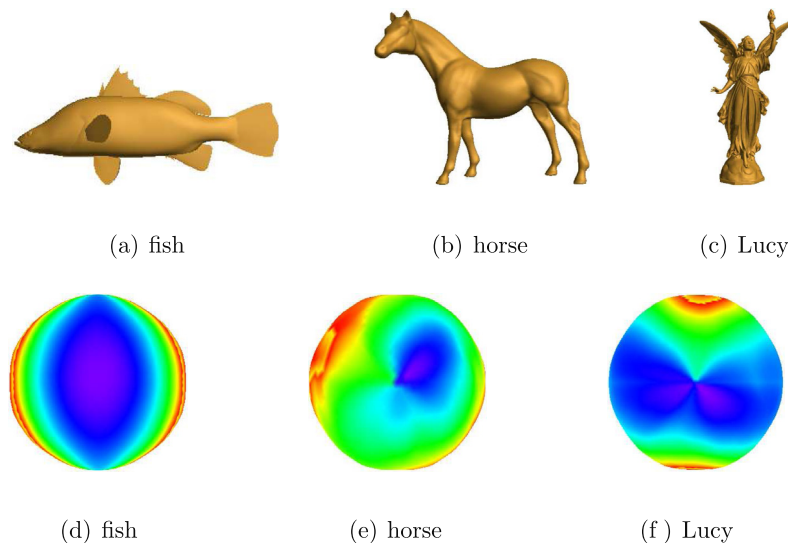 (a) fish
(b) horse
(c) Lucy
(d) fish
(e) horse
(f ) Lucy